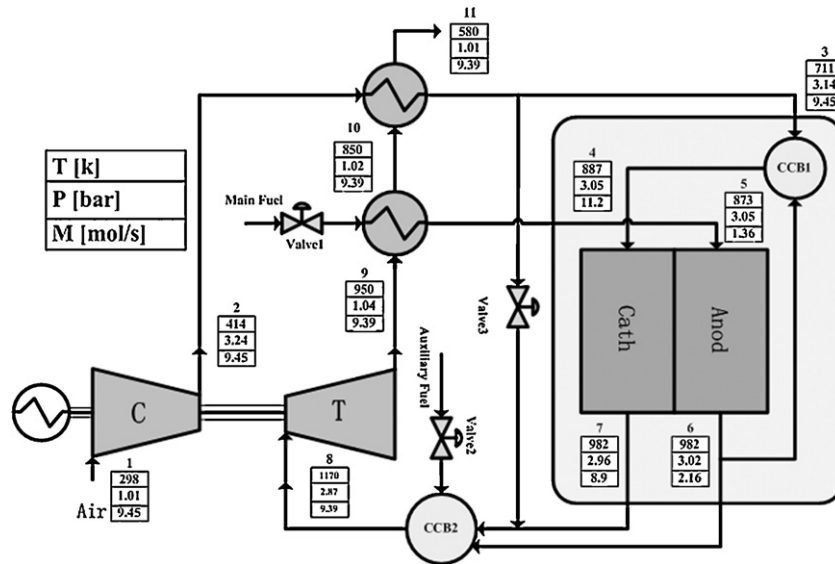 11
580
1.01
9.39
3
711
3.14
9.45
10
850
1.02
9.39
T [k]
P [bar]
M [mol/s]
4
887
3.05
11.2
CCB1
5
873
3.05
1.36
Main Fuel
Valve1
9
950
1.04
9.39
2
414
3.24
9.45
Valve3
Cath
Anod
Auxillary Fuel
Valve2
C
T
1
298
1.01
9.45
Air
8
1170
2.87
9.39
CCB2
7
982
2.96
8.9
6
982
3.02
2.16